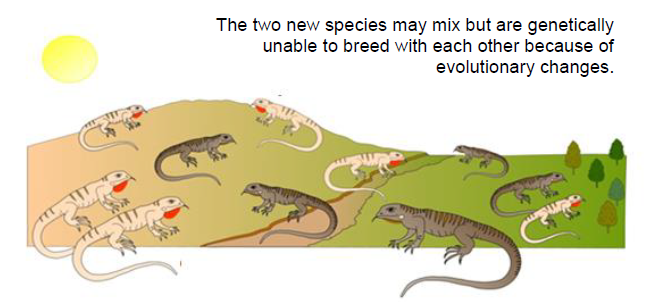 The two new species may mix but are genetically
unable to breed with each other because of
evolutionary changes.